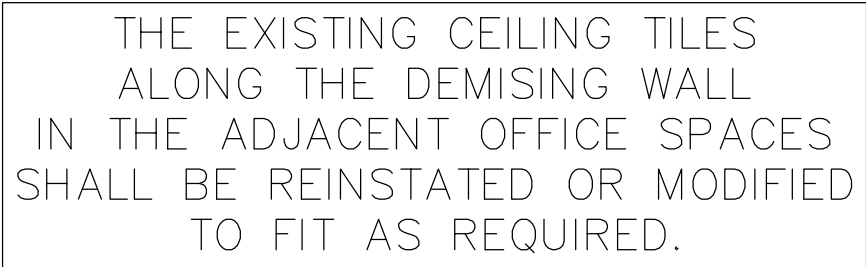 THE EXISTING CEILING TILES
ALONG THE DEMISING WALL
IN THE ADJACENT OFFICE SPACES
SHALL BE REINSTATED OR MODIFIED
TO FIT AS REQUIRED.